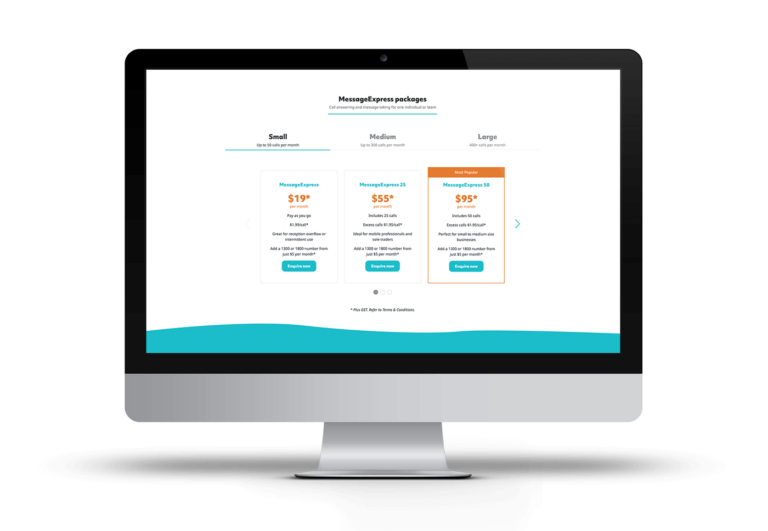 MessageExpress packages
Call answering and message-taking for one individual or team
Small
Medium
Large
Up to 50 calls per month
Up to 300 calls per month
400+ calls per month
Most Popular
MessageExpress
MessageExpress 25
MessageExpress 50
$19*
$55*
$95*
per month
per month
per month
Pay as you go
Includes 25 calls
Includes 50 calls
$1.95/call*
Excess calls $1.95/call*
Excess calls $1.95/call*
Great for reception overflow or
intermittent use
Ideal for mobile professionals and
sole traders
Perfect for small to medium size
businesses
Add a 1300 or 1800-number from
just $5 per month*
Add a 1300 or 1800-number from
just $5 per month*
Add a 1300 or 1800-number from
just $5 per month*
Enquire now
Enquire now
Enquire now
* Plus GST. Refer to Terms & Conditions.